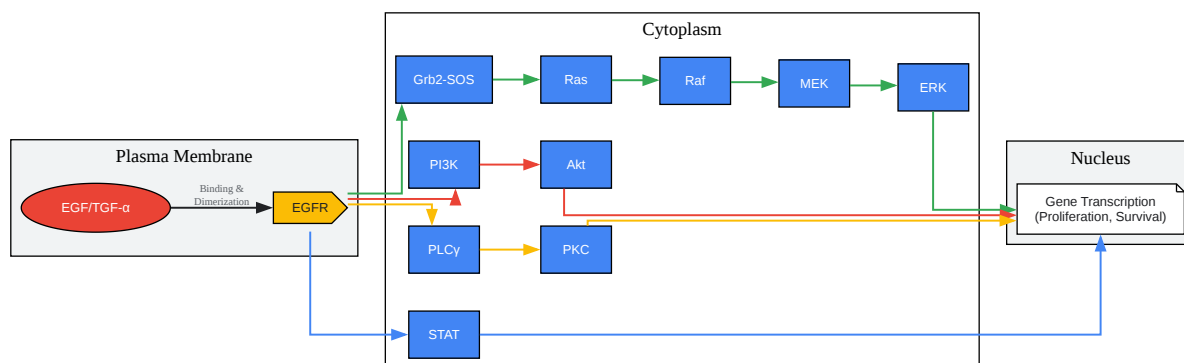 Cytoplasm
Grb2-SOS
Ras
Raf
MEK
ERK
Plasma Membrane
EGF/TGF-α
Binding &
Dimerization
EGFR
PI3K
Akt
PLCγ
PKC
STAT
Nucleus
Gene Transcription
(Proliferation, Survival)